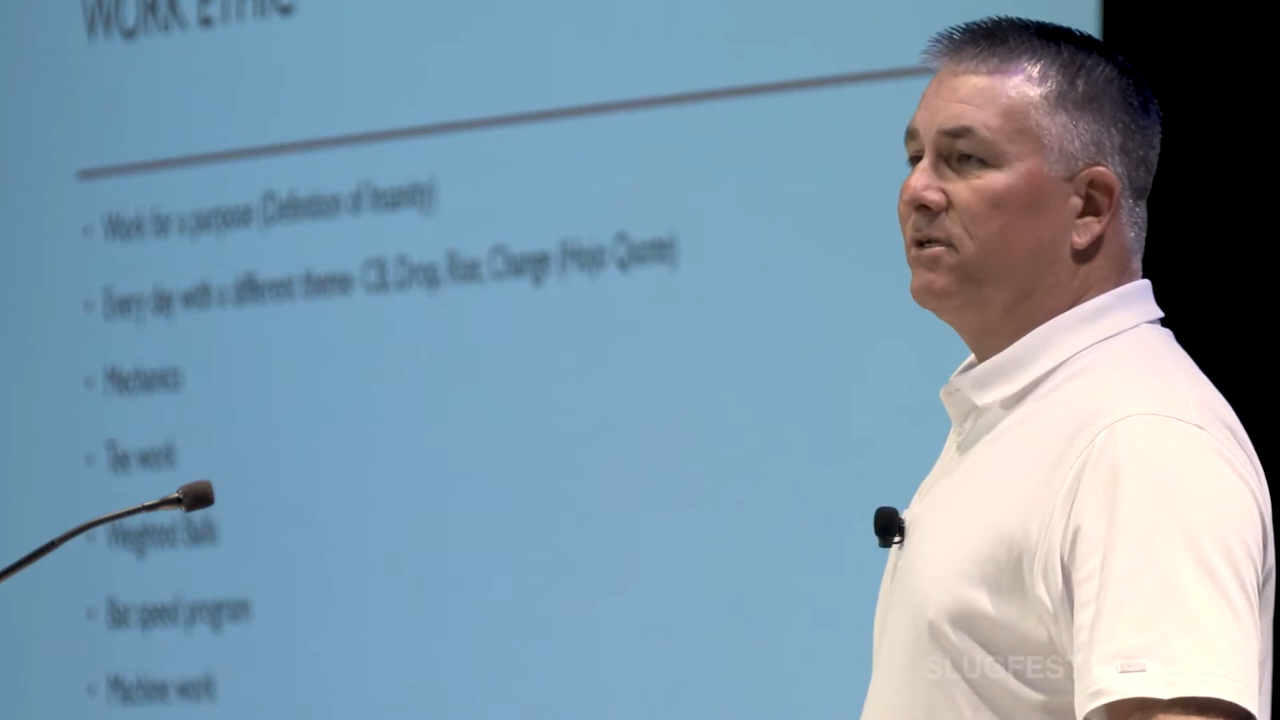 WORK ETHIC
• Work for a purpose (Definition of Insanity)
• Every day with a different theme- CB, Drop, Rise, Change (Hojo Quote)
• Mechanics
• Tee work
• Weighted Balls
• Bat speed program
• Machine work
SLUGFEST